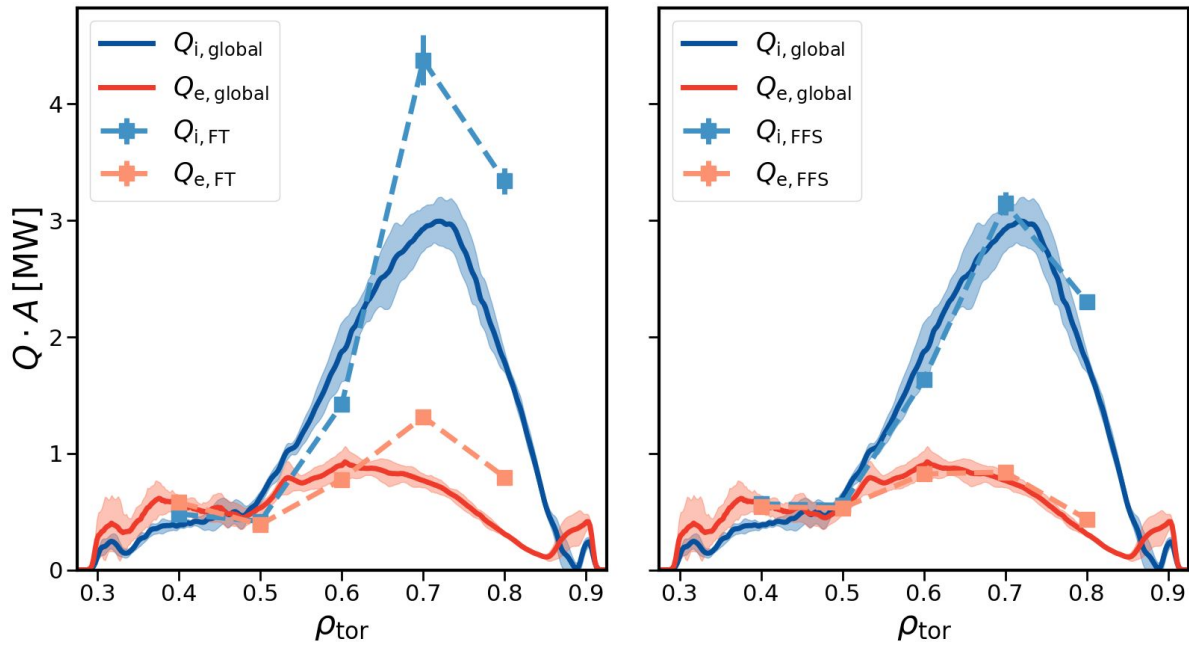 Q · A [MW]
4
3
2
1
0
Q_{i, global}
Q_{e, global}
Q_{i, FT}
Q_{e, FT}
0.3 0.4 0.5 0.6 0.7 0.8 0.9
ρ_{tor}
Q_{i, global}
Q_{e, global}
Q_{i, FFS}
Q_{e, FFS}
0.3 0.4 0.5 0.6 0.7 0.8 0.9
ρ_{tor}